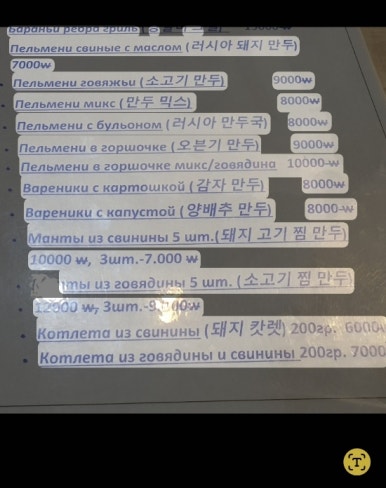 Бараньи ребра гриль
Пельмени свиные с маслом (러시아 돼지 만두)
7000₩
Пельмени говяжьи (소고기 만두) 9000₩
Пельмени микс (만두 믹스) 8000₩
Пельмени с бульоном (러시아 만두국) 8000₩
Пельмени в горшочке (오븐기 만두) 9000₩
Пельмени в горшочке микс/говядина 10000 ₩
Вареники с картошкой (감자 만두) 8000₩
Вареники с капустой (양배추 만두) 8000 ₩
Манты из свинины 5 шт.(돼지 고기 찜 만두)
10000 ₩, 3шт.-7.000 ₩
ты из говядины 5 шт. (소고기 찜 만두)
₩, 3шт.
Котлета из свинины (돼지 캇렛) 200гр. 6000
Котлета из говядины и свинины 200гр. 7000